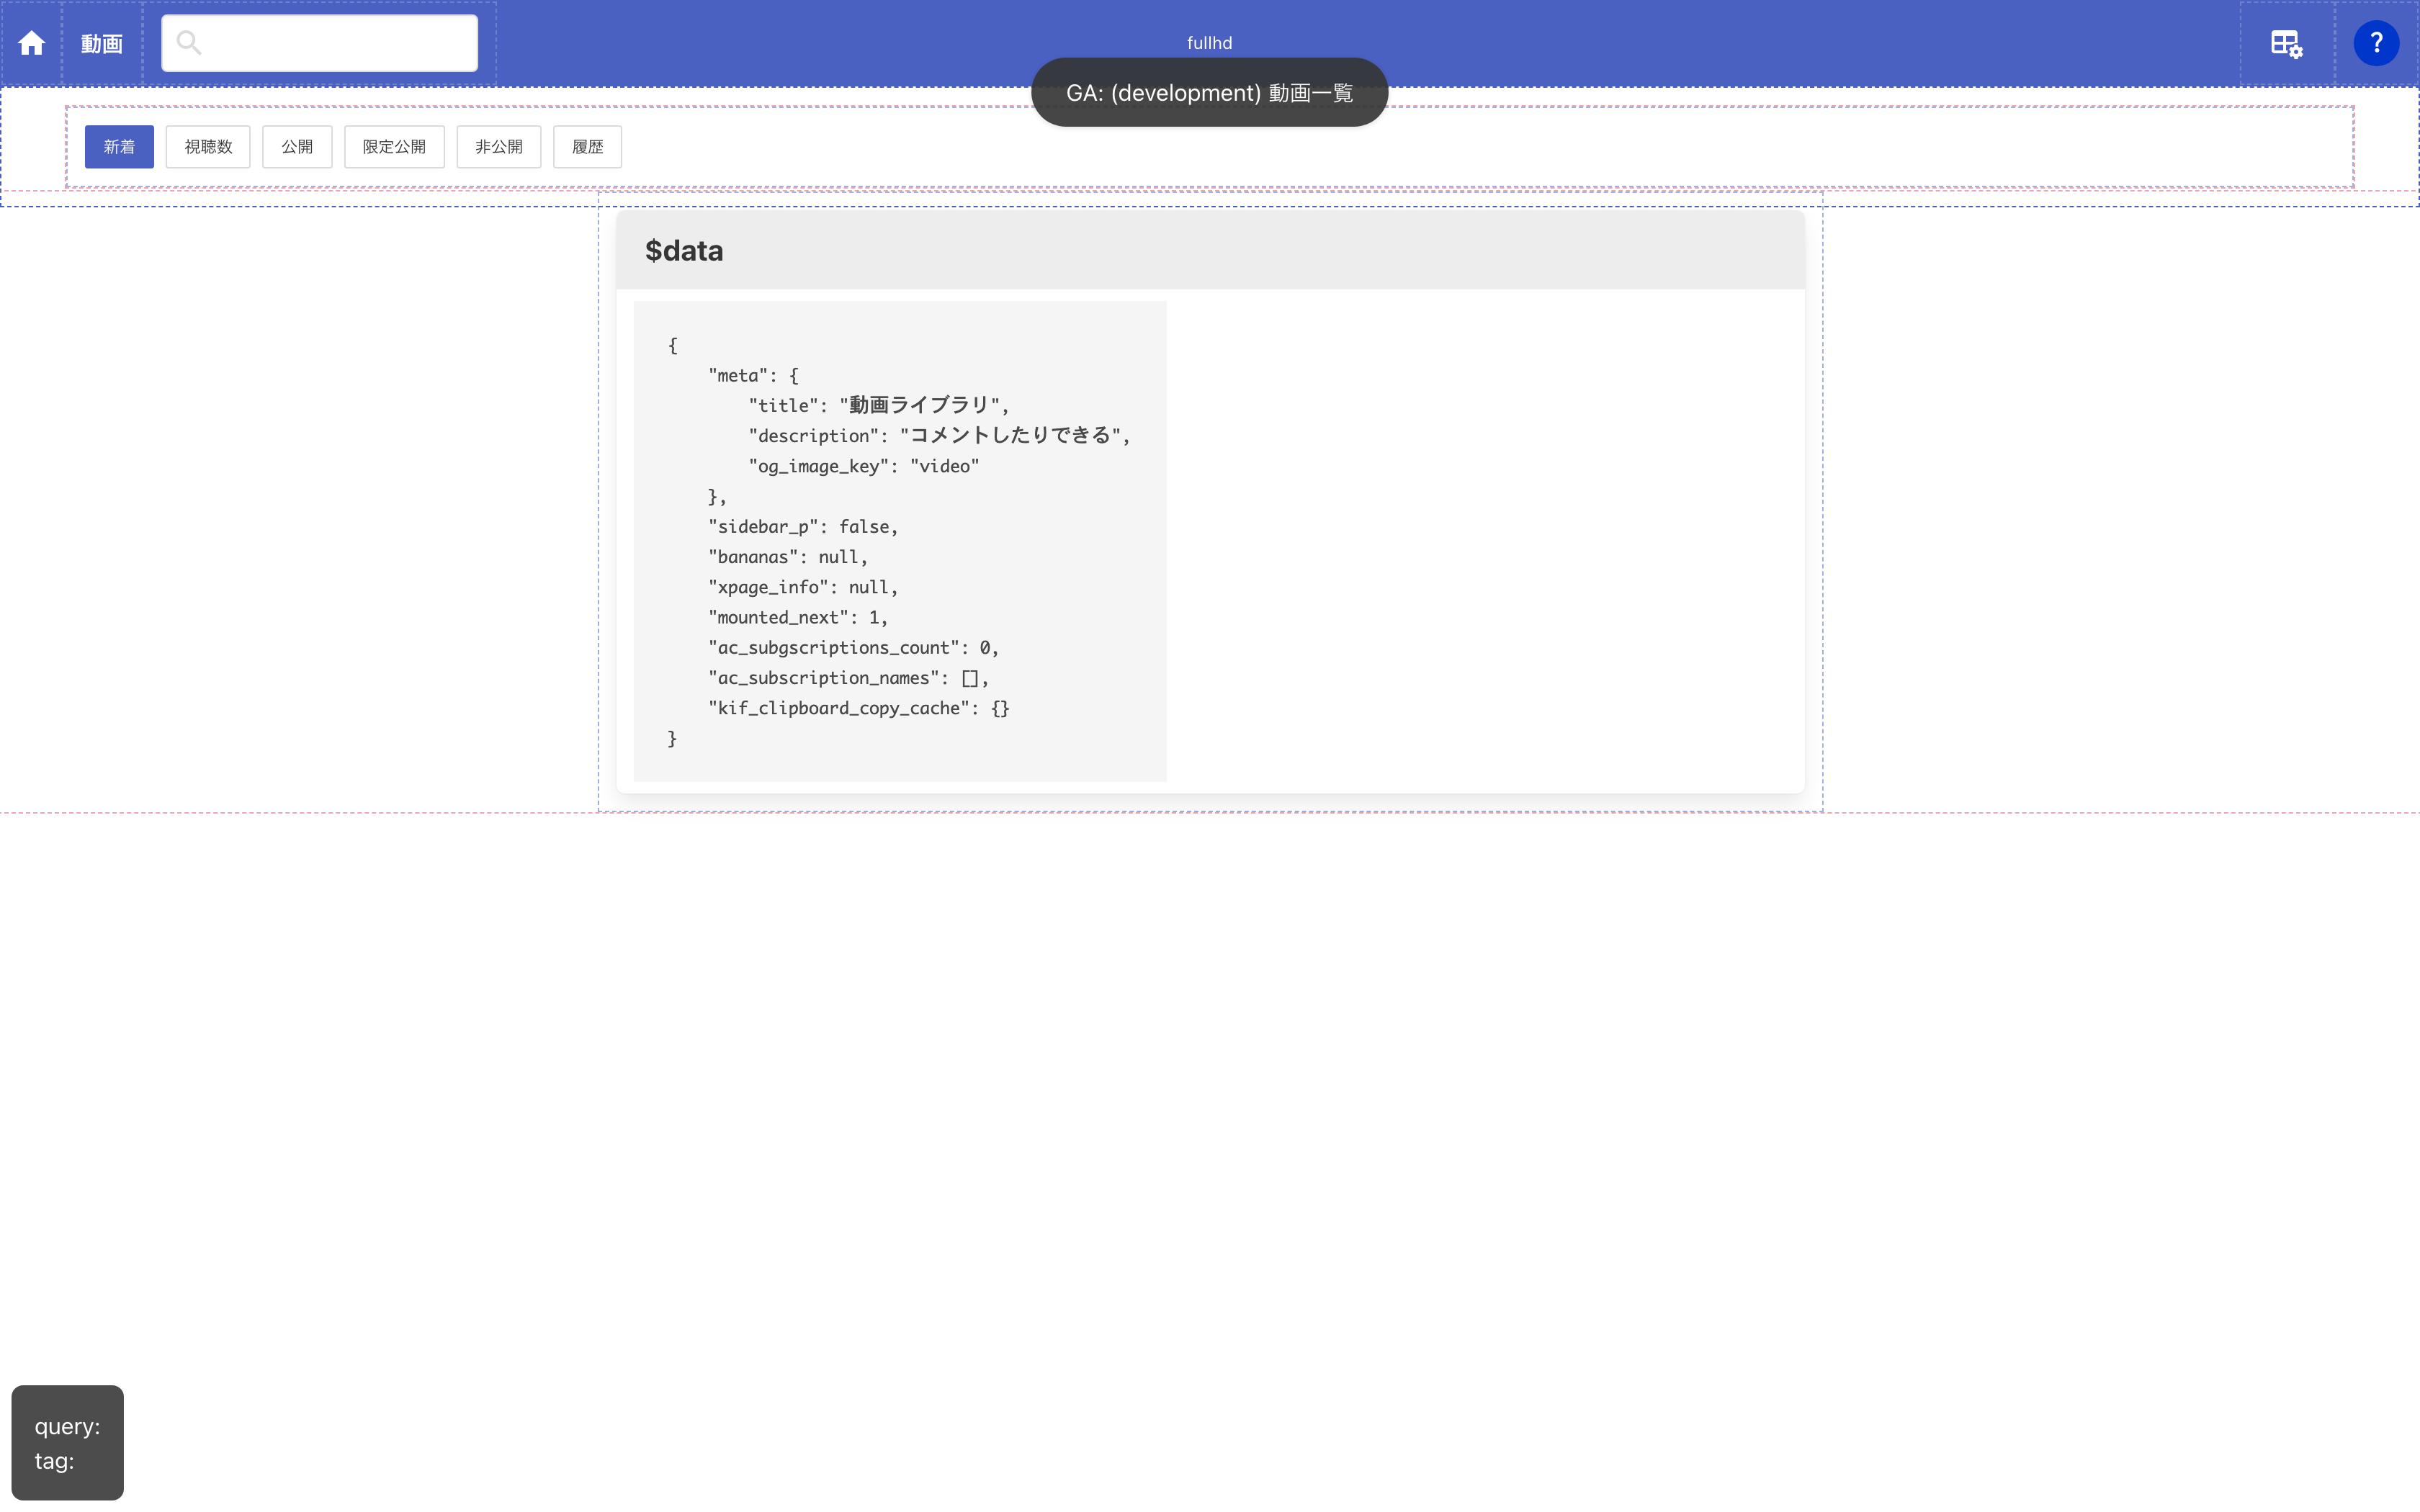 動画
fullhd
?
GA: (development) 動画一覧
新着 視聴数 公開 限定公開 非公開 履歴
$data
{
"meta": {
"title": "動画ライブラリ",
"description": "コメントしたりできる",
"og_image_key": "video"
},
"sidebar_p": false,
"bananas": null,
"xpage_info": null,
"mounted_next": 1,
"ac_subgscriptions_count": 0,
"ac_subscription_names": [],
"kif_clipboard_copy_cache": {}
}
query:
tag: